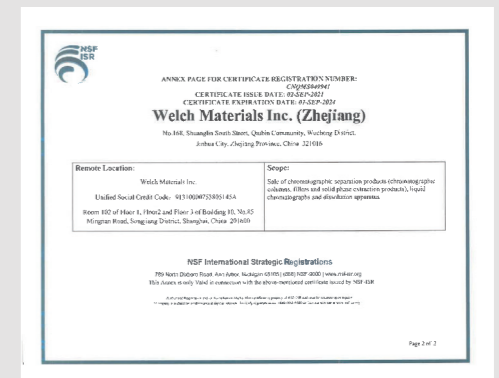 NSF
ISR
ANNEX PAGE FOR CERTIFICATE REGISTRATION NUMBER:
CERTIFICATE ISSUE DATE: 02-SEP-2021
CERTIFICATE EXPIRATION DATE: 01-SEP-2024
Welch Materials Inc. (Zhejiang)
No.168, Shuanglin South Street, Qiubin Community, Wucheng District,
Jinhua City, Zhejiang Province, China 321016
Remote Location:
Welch Materials Inc.
Unified Social Credit Code:
Room 102 of Floor 1, Floor2 and Floor 3 of Building 10, No.85
Mingnan Road, Songjiang District, Shanghai, China 201600
Scope:
Sale of chromatographic separation products (chromatographic
columns, fillers and solid phase extraction products), liquid
chromatographs and dissolution apparatus.
NSF International Strategic Registrations
789 North Dixboro Road, Ann Arbor, Michigan 48105 | (888) NSF-9000 | www.nsf-isr.org
This Annex is only Valid in connection with the above-mentioned certificate issued by NSF-ISR
Page 2 of 2